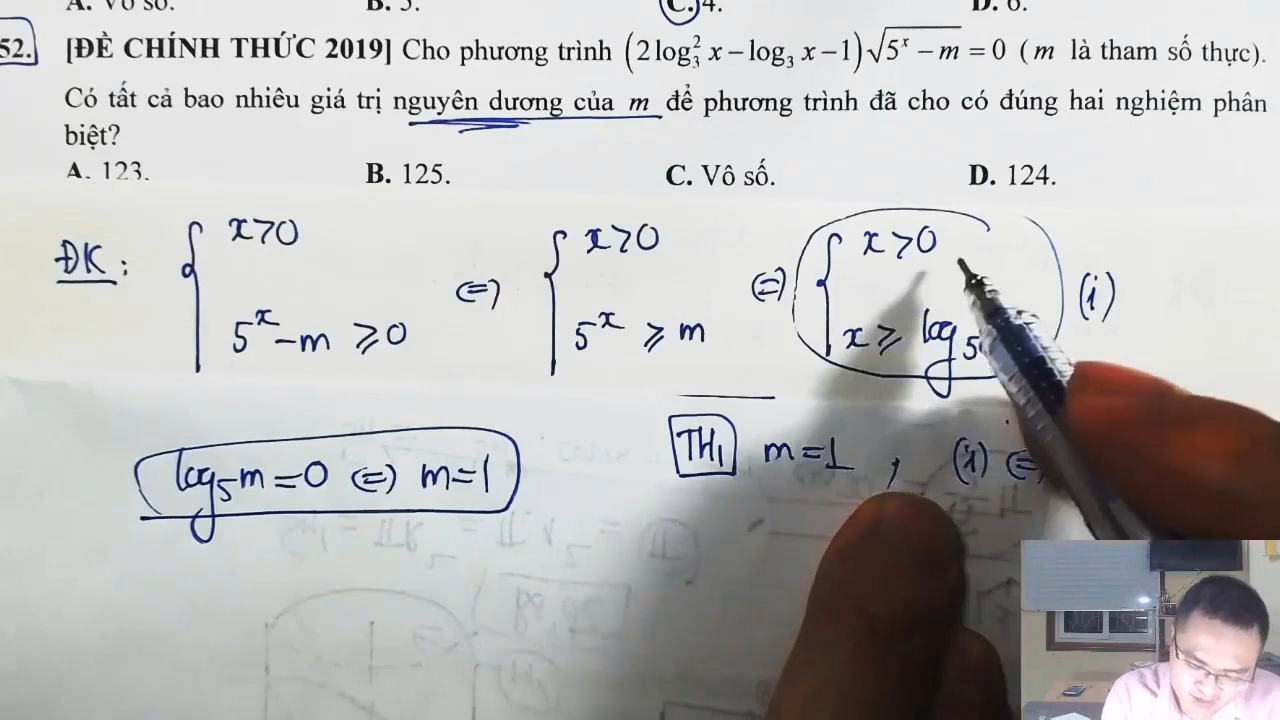 A. Vô số. B. 5. C. 4. D. 6.
52. [ĐỀ CHÍNH THỨC 2019] Cho phương trình (2log₃² x − log₃ x − 1)√(5ˣ − m) = 0 ( m là tham số thực).
Có tất cả bao nhiêu giá trị nguyên dương của m để phương trình đã cho có đúng hai nghiệm phân
biệt?
A. 123. B. 125. C. Vô số. D. 124.
ĐK: { x>0 ⇔ { x>0 ⇔ { x>0
5ˣ − m ≥ 0 5ˣ ≥ m x ≥ log₅ (i)
log₅m = 0 ⇔ m = 1
TH₁ m = 1 , (i) ⇔